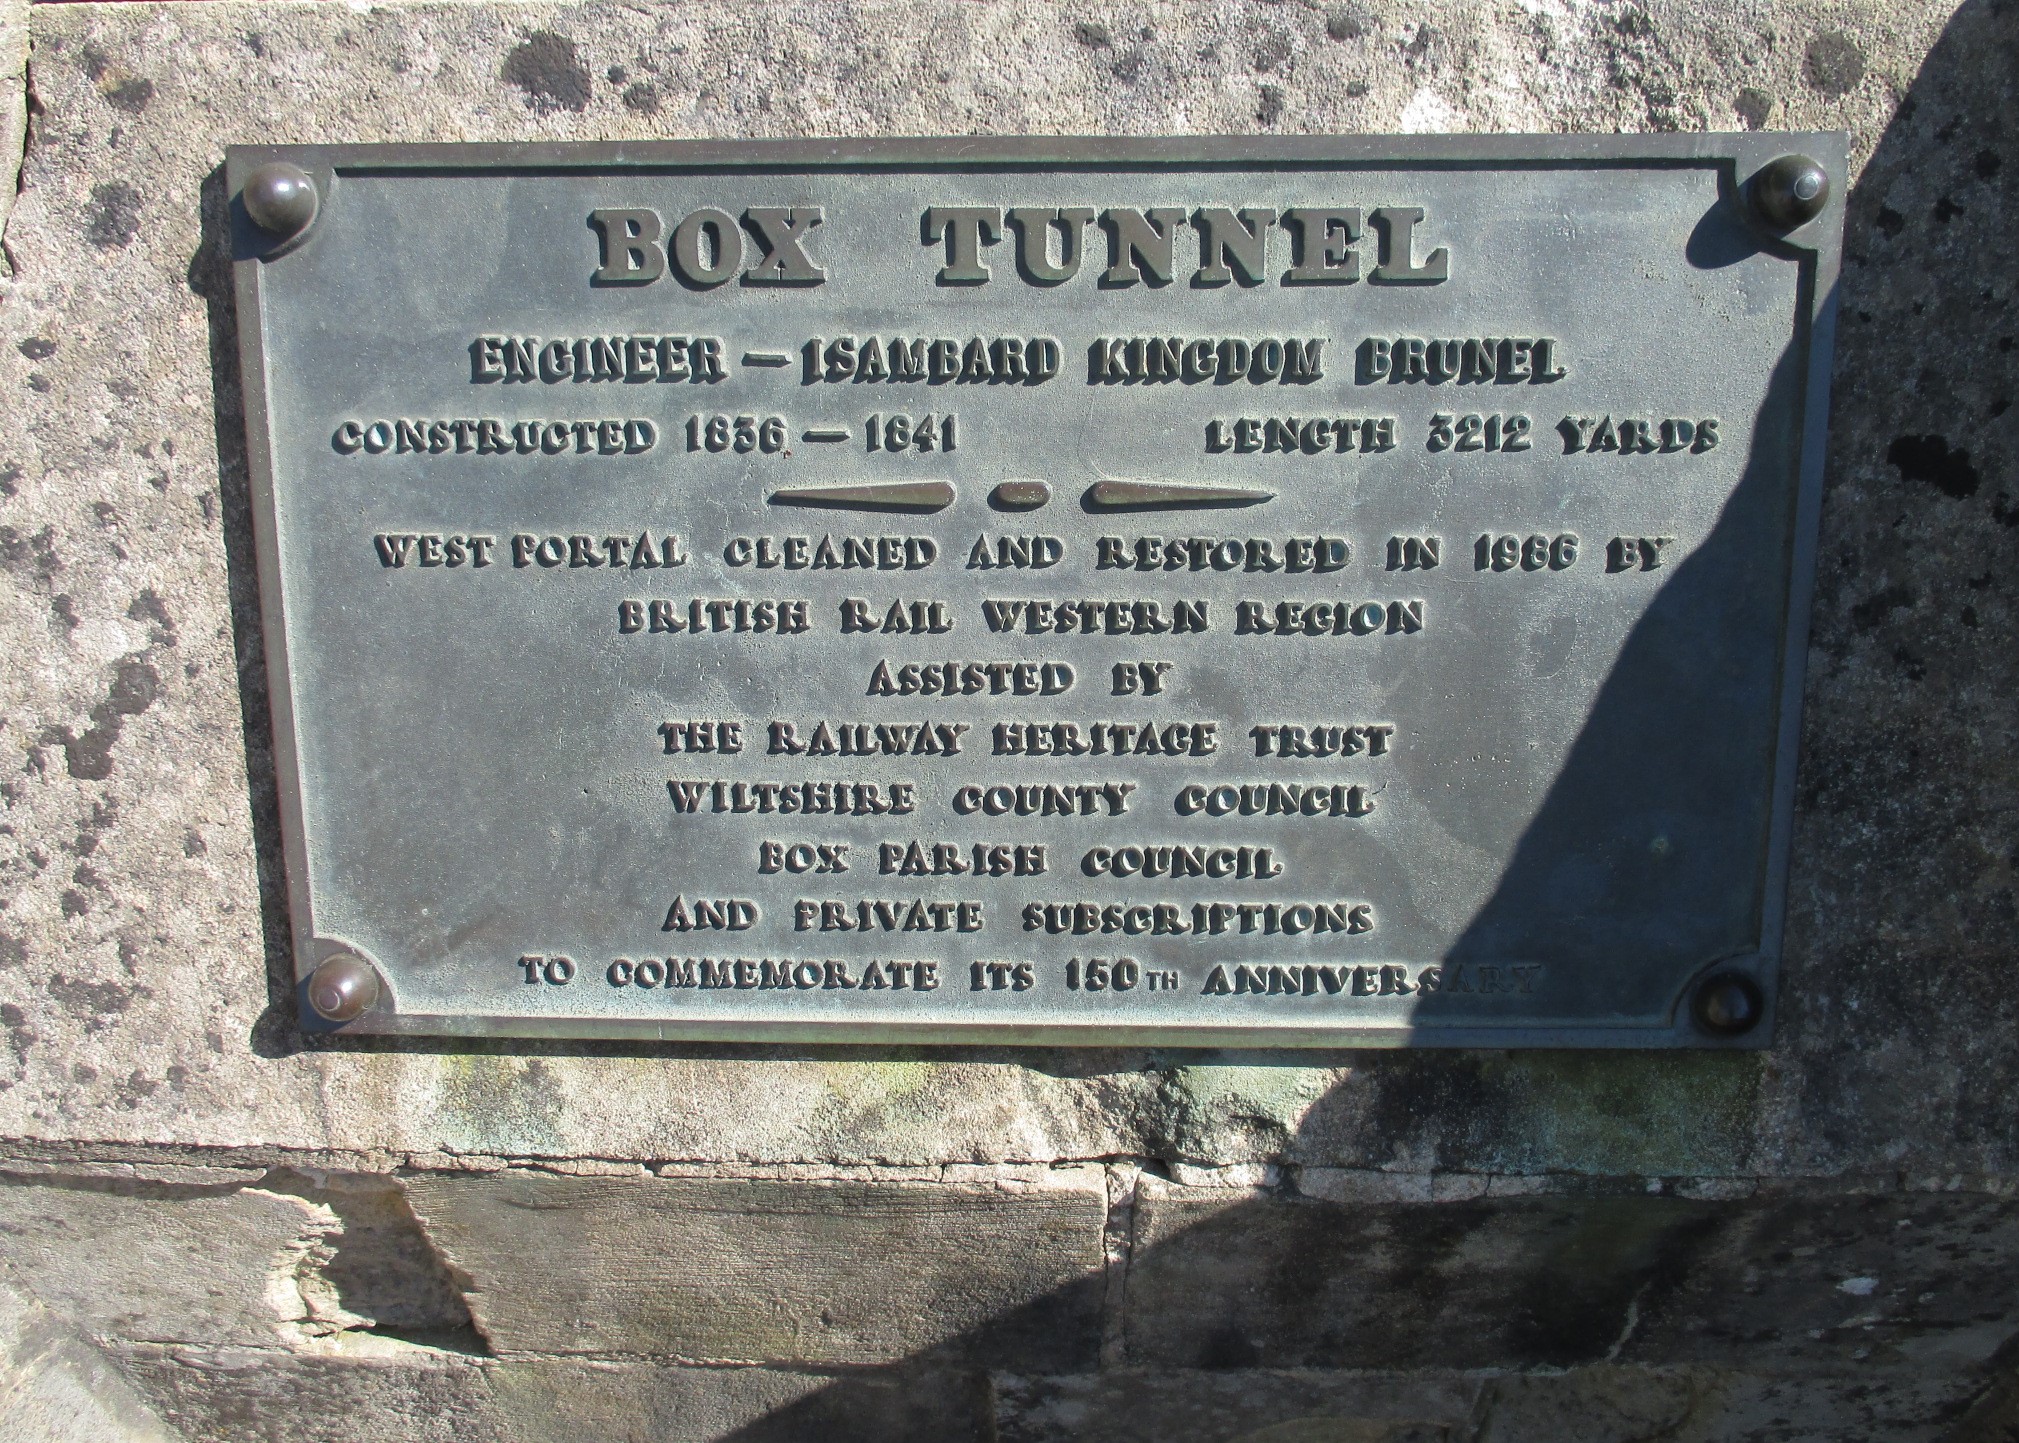 BOX TUNNEL
ENGINEER — ISAMBARD KINGDOM BRUNEL
CONSTRUCTED 1836 — 1841 LENGTH 3212 YARDS
WEST PORTAL CLEANED AND RESTORED IN 1986 BY
BRITISH RAIL WESTERN REGION
ASSISTED BY
THE RAILWAY HERITAGE TRUST
WILTSHIRE COUNTY COUNCIL
BOX PARISH COUNCIL
AND PRIVATE SUBSCRIPTIONS
TO COMMEMORATE ITS 150TH ANNIVERSARY